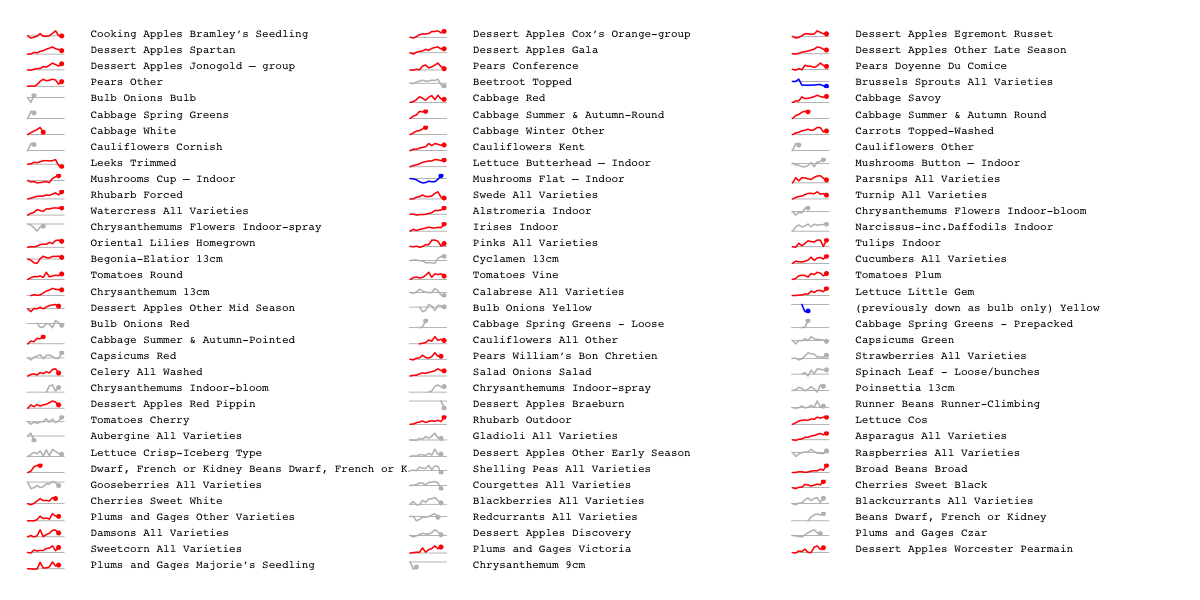 Cooking Apples Bramley's Seedling
Dessert Apples Cox's Orange-group
Dessert Apples Egremont Russet
Dessert Apples Spartan
Dessert Apples Gala
Dessert Apples Other Late Season
Dessert Apples Jonogold – group
Pears Conference
Pears Doyenne Du Comice
Pears Other
Beetroot Topped
Brussels Sprouts All Varieties
Bulb Onions Bulb
Cabbage Red
Cabbage Savoy
Cabbage Spring Greens
Cabbage Summer & Autumn-Round
Cabbage Summer & Autumn Round
Cabbage White
Cabbage Winter Other
Carrots Topped-Washed
Cauliflowers Cornish
Cauliflowers Kent
Cauliflowers Other
Leeks Trimmed
Lettuce Butterhead – Indoor
Mushrooms Button – Indoor
Mushrooms Cup – Indoor
Mushrooms Flat – Indoor
Parsnips All Varieties
Rhubarb Forced
Swede All Varieties
Turnip All Varieties
Watercress All Varieties
Alstromeria Indoor
Chrysanthemums Flowers Indoor-bloom
Chrysanthemums Flowers Indoor-spray
Irises Indoor
Narcissus-inc.Daffodils Indoor
Oriental Lilies Homegrown
Pinks All Varieties
Tulips Indoor
Begonia-Elatior 13cm
Cyclamen 13cm
Cucumbers All Varieties
Tomatoes Round
Tomatoes Vine
Tomatoes Plum
Chrysanthemum 13cm
Calabrese All Varieties
Lettuce Little Gem
Dessert Apples Other Mid Season
Bulb Onions Yellow
(previously down as bulb only) Yellow
Bulb Onions Red
Cabbage Spring Greens - Loose
Cabbage Spring Greens - Prepacked
Cabbage Summer & Autumn-Pointed
Cauliflowers All Other
Capsicums Green
Capsicums Red
Pears William's Bon Chretien
Strawberries All Varieties
Celery All Washed
Salad Onions Salad
Spinach Leaf - Loose/bunches
Chrysanthemums Indoor-bloom
Chrysanthemums Indoor-spray
Poinsettia 13cm
Dessert Apples Red Pippin
Dessert Apples Braeburn
Runner Beans Runner-Climbing
Tomatoes Cherry
Rhubarb Outdoor
Lettuce Cos
Aubergine All Varieties
Gladioli All Varieties
Asparagus All Varieties
Lettuce Crisp-Iceberg Type
Dessert Apples Other Early Season
Raspberries All Varieties
Dwarf, French or Kidney Beans Dwarf, French or K
Shelling Peas All Varieties
Broad Beans Broad
Gooseberries All Varieties
Courgettes All Varieties
Cherries Sweet Black
Cherries Sweet White
Blackberries All Varieties
Blackcurrants All Varieties
Plums and Gages Other Varieties
Redcurrants All Varieties
Beans Dwarf, French or Kidney
Damsons All Varieties
Dessert Apples Discovery
Plums and Gages Czar
Sweetcorn All Varieties
Plums and Gages Victoria
Dessert Apples Worcester Pearmain
Plums and Gages Majorie's Seedling
Chrysanthemum 9cm